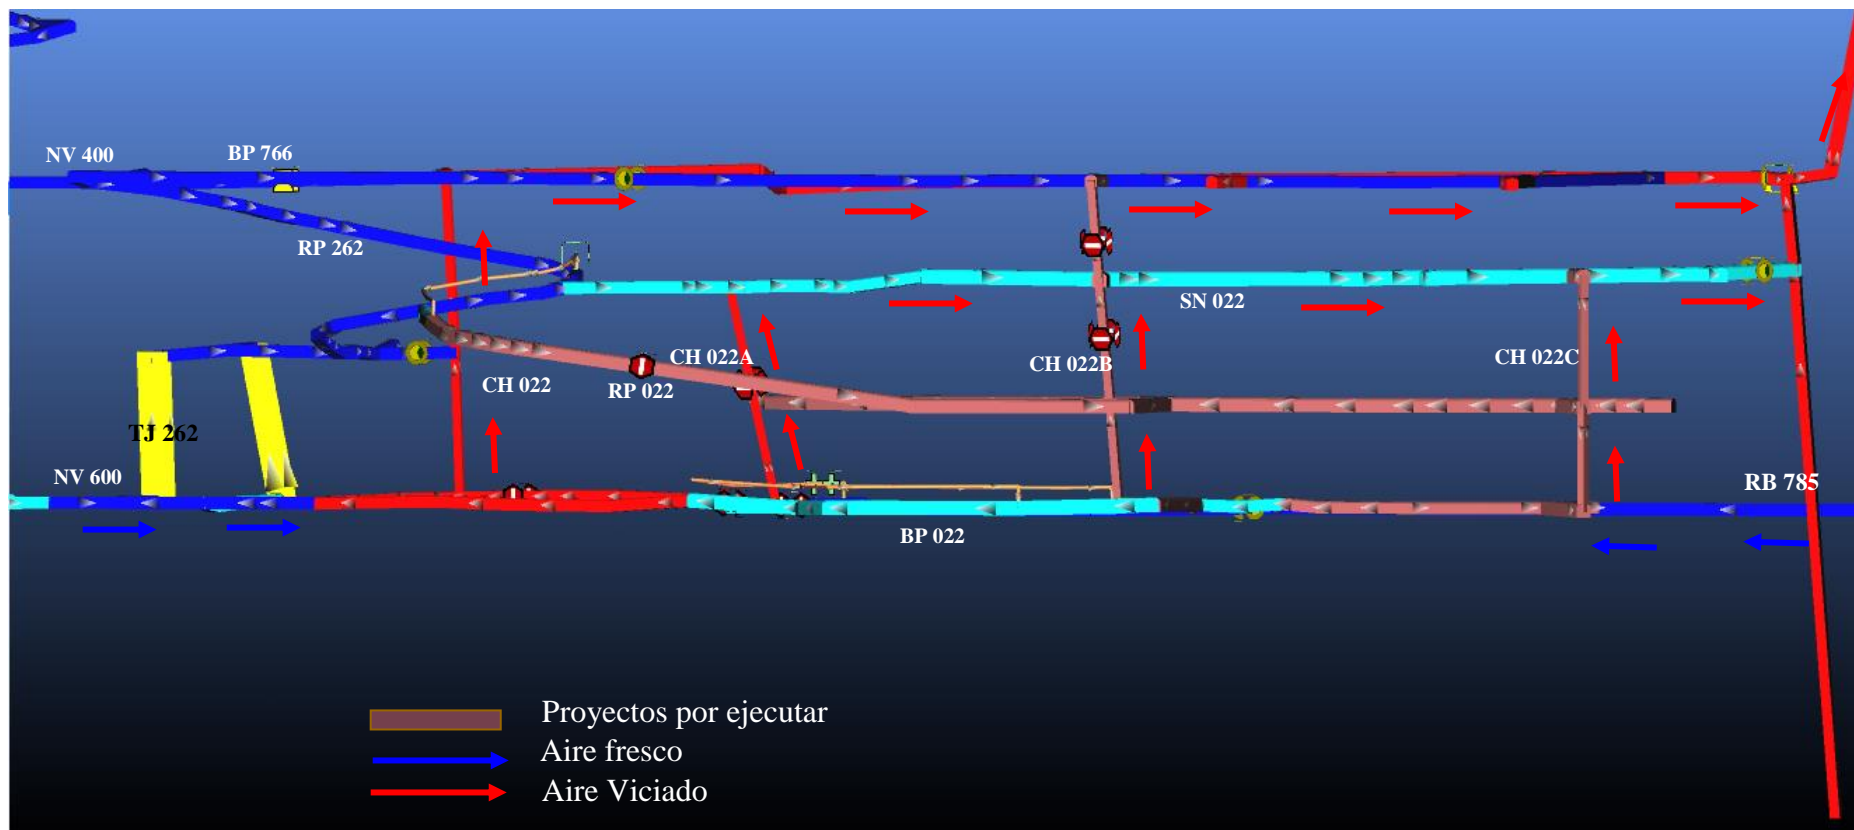 NV 400
BP 766
RP 262
SN 022
CH 022A
CH 022B
CH 022C
CH 022
RP 022
TJ 262
NV 600
RB 785
BP 022
Proyectos por ejecutar
Aire fresco
Aire Viciado